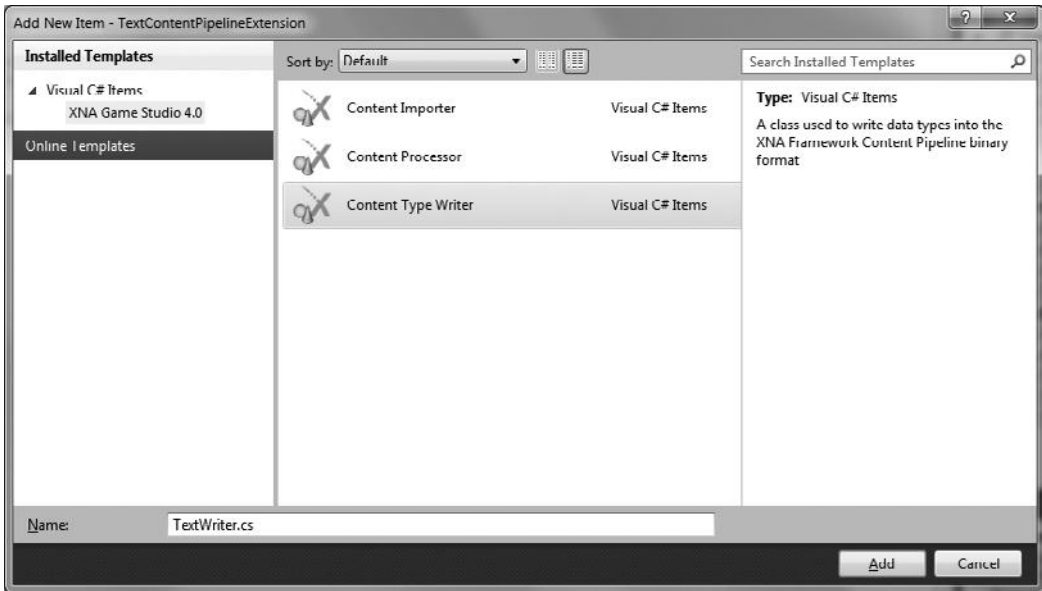 Add New Item - TextContentPipelineExtension
Installed Templates
Visual C# Items
XNA Game Studio 4.0
Online Templates
Sort by: Default
Search Installed Templates
Content Importer Visual C# Items
Content Processor Visual C# Items
Content Type Writer Visual C# Items
Type: Visual C# Items
A class used to write data types into the
XNA Framework Content Pipeline binary
format
Name: TextWriter.cs
Add Cancel